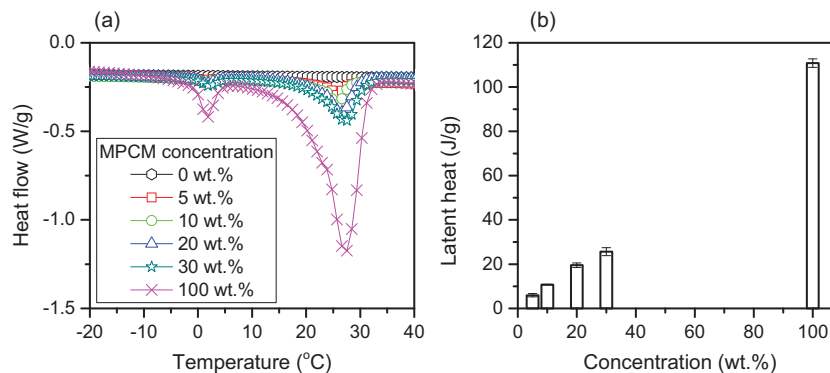 (a)
(b)
Heat flow (W/g)
0.0
-0.5
-1.0
-1.5
MPCM concentration
0 wt.%
5 wt.%
10 wt.%
20 wt.%
30 wt.%
100 wt.%
-20 -10 0 10 20 30 40
Temperature (°C)
Latent heat (J/g)
120
100
80
60
40
20
0
0 20 40 60 80 100
Concentration (wt.%)